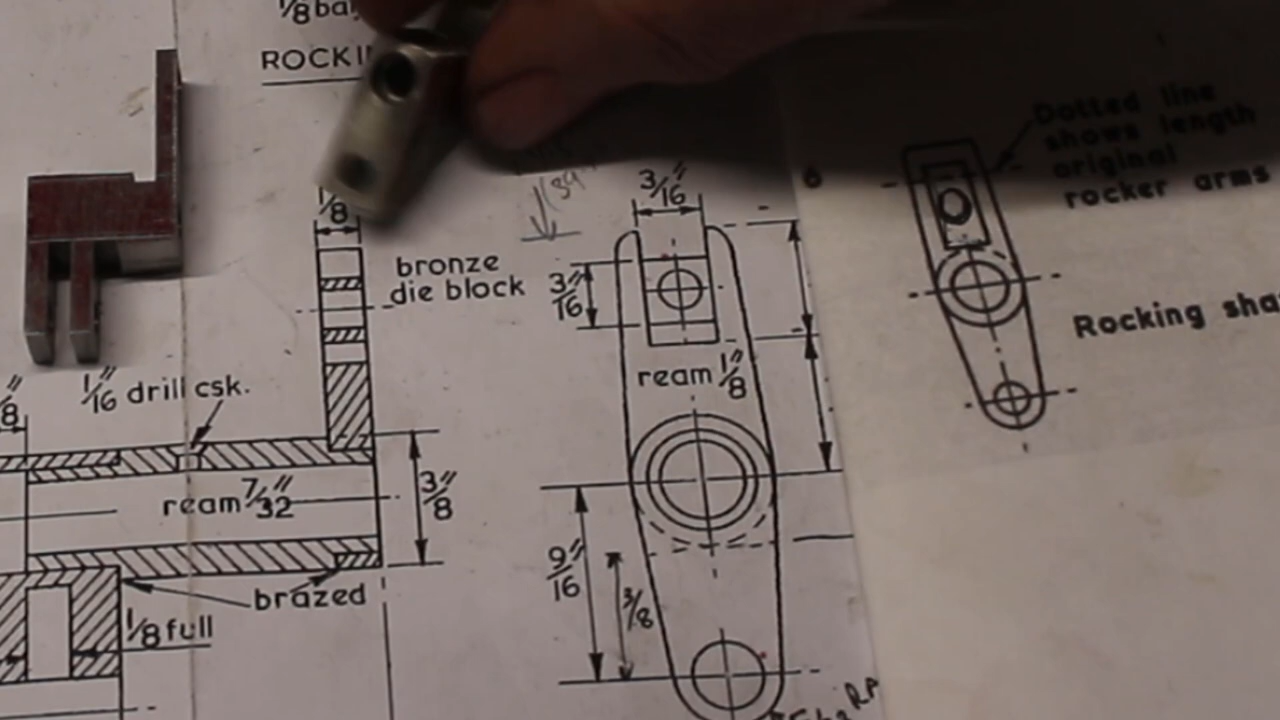 1/8
ROCKI
1/8"
bronze
die block
3/16"
3/16"
ream 1/8"
1/16" drill csk.
ream 7/32"
3/8"
brazed
1/8 full
9/16"
3/8
Dotted line
shows length
original
rocker arms
Rocking sha